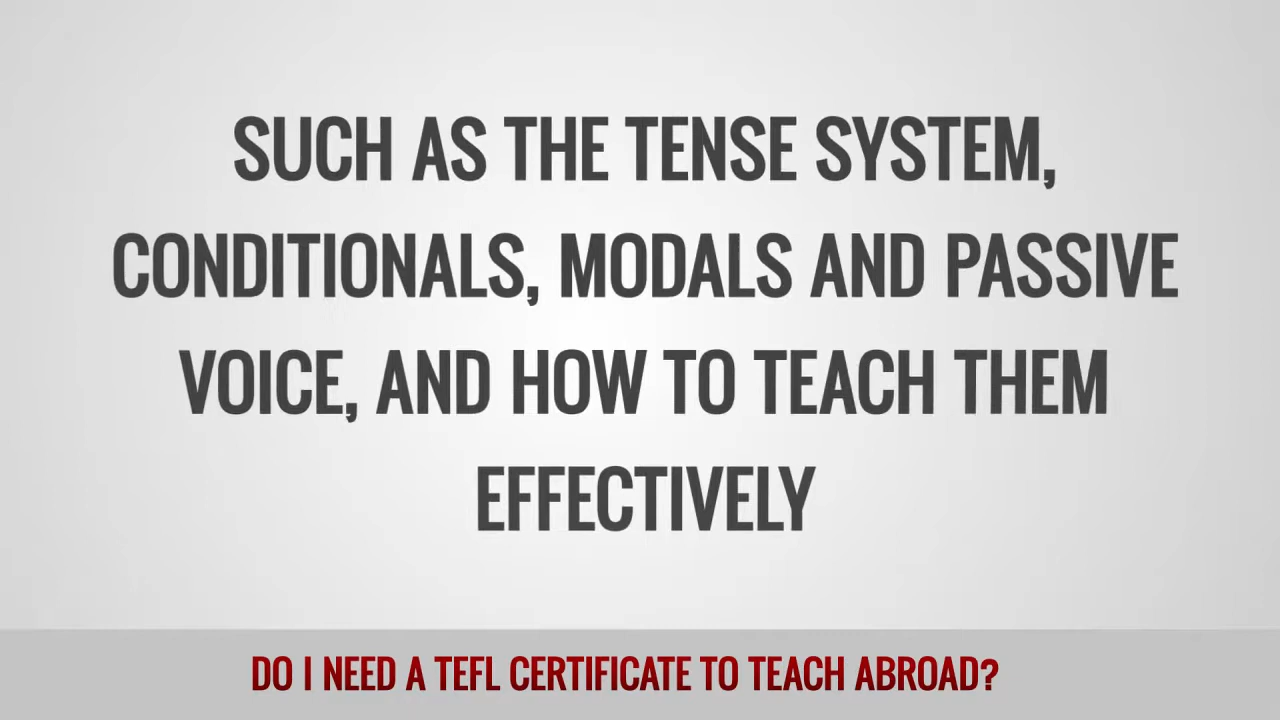 SUCH AS THE TENSE SYSTEM,
CONDITIONALS, MODALS AND PASSIVE
VOICE, AND HOW TO TEACH THEM
EFFECTIVELY
DO I NEED A TEFL CERTIFICATE TO TEACH ABROAD?